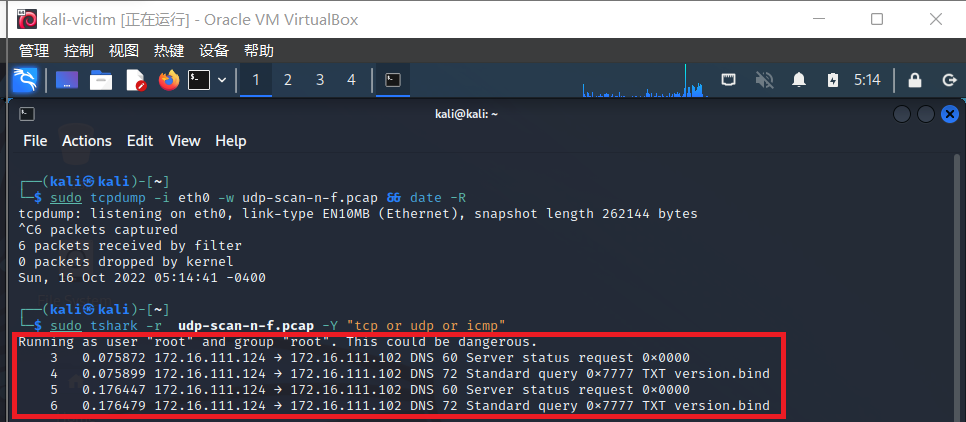 kali-victim [正在运行] - Oracle VM VirtualBox
管理 控制 视图 热键 设备 帮助
1 2 3 4 5:14
kali@kali: ~
File Actions Edit View Help
┌──(kali㉿kali)-[~]
└─$ sudo tcpdump -i eth0 -w udp-scan-n-f.pcap && date -R
tcpdump: listening on eth0, link-type EN10MB (Ethernet), snapshot length 262144 bytes
^C6 packets captured
6 packets received by filter
0 packets dropped by kernel
Sun, 16 Oct 2022 05:14:41 -0400
┌──(kali㉿kali)-[~]
└─$ sudo tshark -r  udp-scan-n-f.pcap -Y "tcp or udp or icmp"
Running as user "root" and group "root". This could be dangerous.
3 0.075872 172.16.111.124 → 172.16.111.102 DNS 60 Server status request 0×0000
4 0.075899 172.16.111.124 → 172.16.111.102 DNS 72 Standard query 0×7777 TXT version.bind
5 0.176447 172.16.111.124 → 172.16.111.102 DNS 60 Server status request 0×0000
6 0.176479 172.16.111.124 → 172.16.111.102 DNS 72 Standard query 0×7777 TXT version.bind